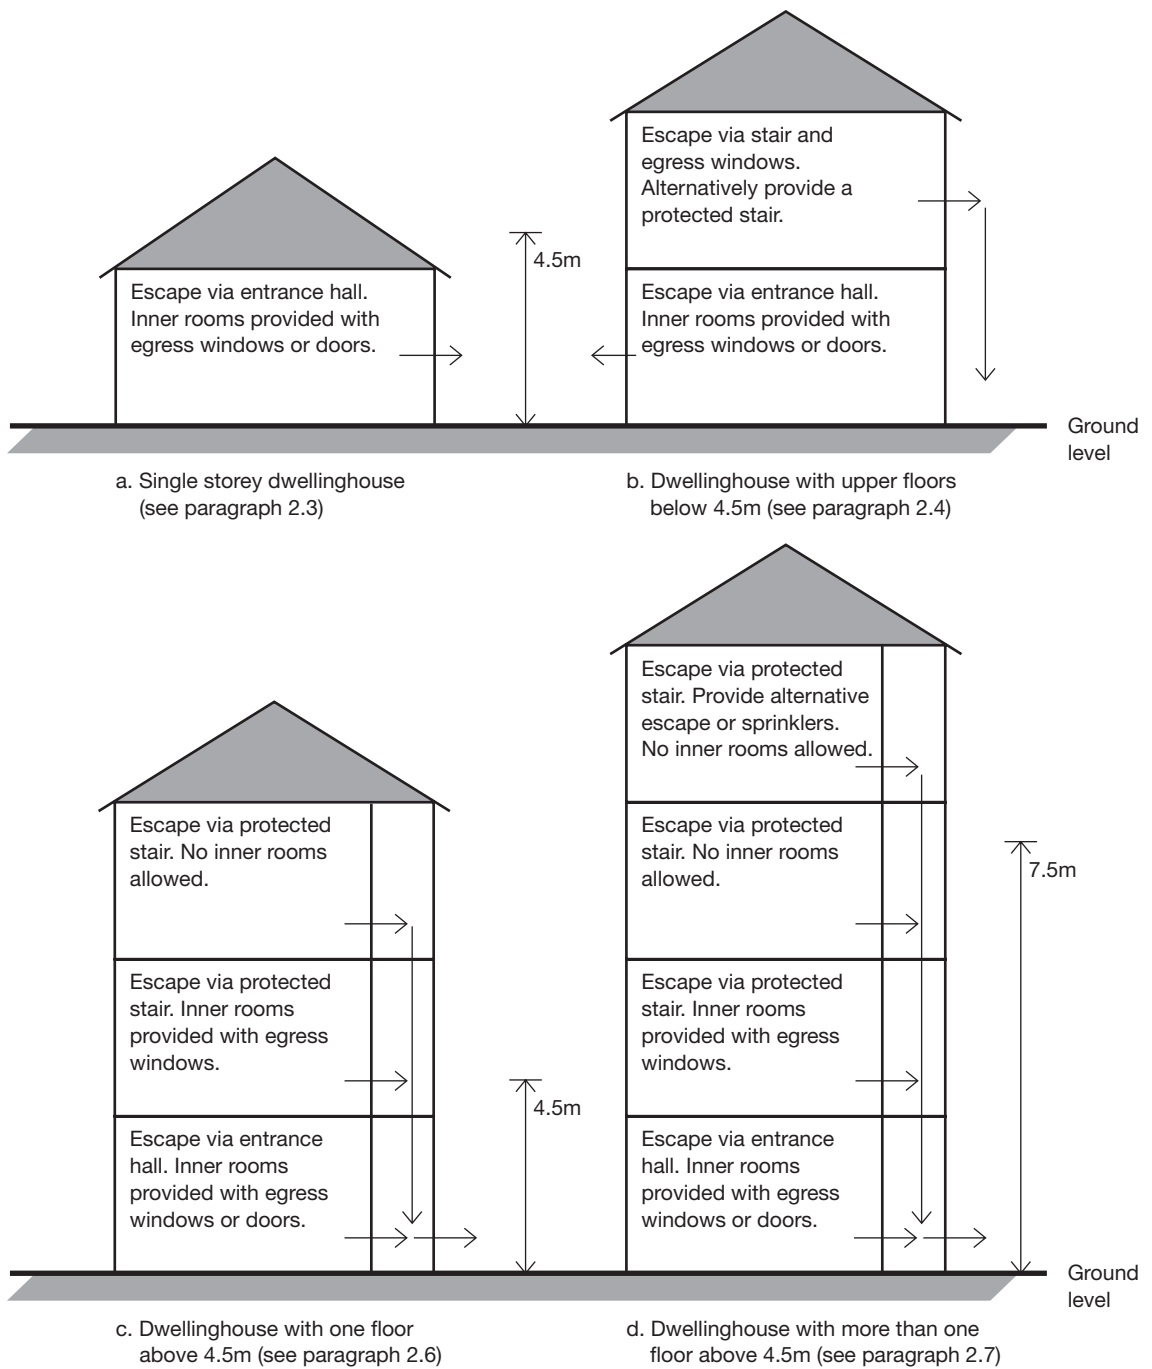 Escape via entrance hall.
Inner rooms provided with
egress windows or doors.
4.5m
Escape via stair and
egress windows.
Alternatively provide a
protected stair.
Escape via entrance hall.
Inner rooms provided with
egress windows or doors.
Ground
level
a. Single storey dwellinghouse
(see paragraph 2.3)
b. Dwellinghouse with upper floors
below 4.5m (see paragraph 2.4)
Escape via protected
stair. No inner rooms
allowed.
Escape via protected
stair. Inner rooms
provided with egress
windows.
Escape via entrance
hall. Inner rooms
provided with egress
windows or doors.
4.5m
Escape via protected
stair. Provide alternative
escape or sprinklers.
No inner rooms allowed.
Escape via protected
stair. No inner rooms
allowed.
Escape via protected
stair. Inner rooms
provided with egress
windows.
Escape via entrance
hall. Inner rooms
provided with egress
windows or doors.
7.5m
Ground
level
c. Dwellinghouse with one floor
above 4.5m (see paragraph 2.6)
d. Dwellinghouse with more than one
floor above 4.5m (see paragraph 2.7)